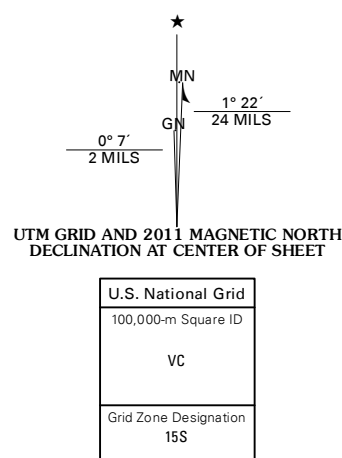 ★
MN
1° 22´
24 MILS
GN
0° 7´
2 MILS
UTM GRID AND 2011 MAGNETIC NORTH
DECLINATION AT CENTER OF SHEET
U.S. National Grid
100,000-m Square ID
VC
Grid Zone Designation
15S